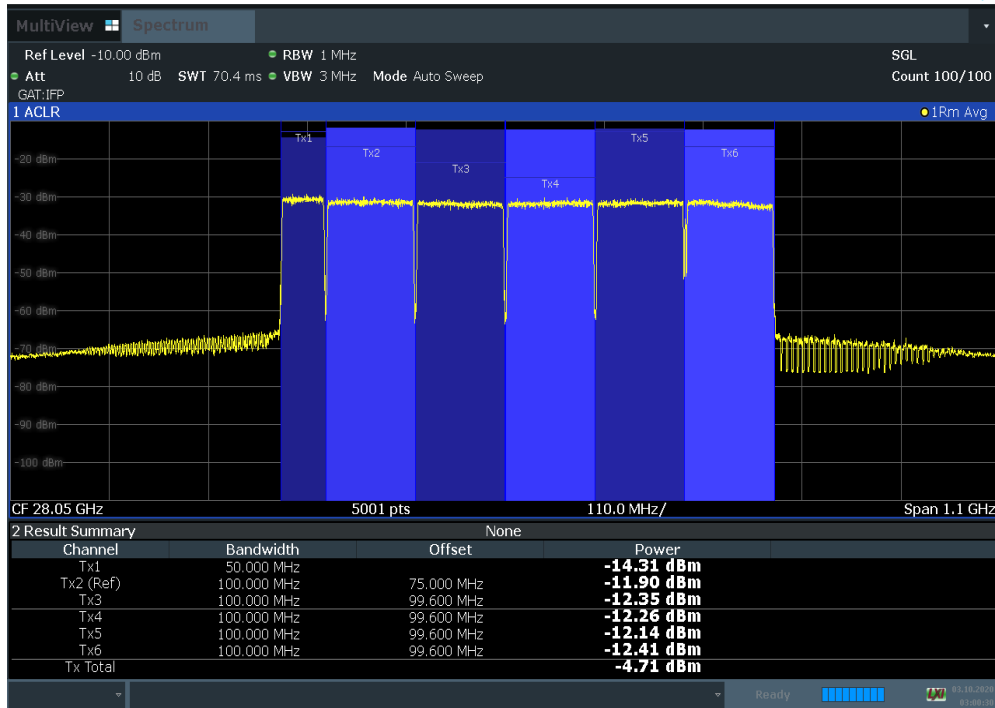 MultiView Spectrum
Ref Level -10.00 dBm RBW 1 MHz SGL
Att 10 dB SWT 70.4 ms VBW 3 MHz Mode Auto Sweep Count 100/100
GAT:IFP
1 ACLR 1Rm Avg
Tx1 Tx2 Tx3 Tx4 Tx5 Tx6
-20 dBm
-30 dBm
-40 dBm
-50 dBm
-60 dBm
-70 dBm
-80 dBm
-90 dBm
-100 dBm
CF 28.05 GHz 5001 pts 110.0 MHz/ Span 1.1 GHz
2 Result Summary None
Channel Bandwidth Offset Power
Tx1 50.000 MHz -14.31 dBm
Tx2 (Ref) 100.000 MHz 75.000 MHz -11.90 dBm
Tx3 100.000 MHz 99.600 MHz -12.35 dBm
Tx4 100.000 MHz 99.600 MHz -12.26 dBm
Tx5 100.000 MHz 99.600 MHz -12.14 dBm
Tx6 100.000 MHz 99.600 MHz -12.41 dBm
Tx Total -4.71 dBm
Ready LXI 03.10.2020
03:00:30